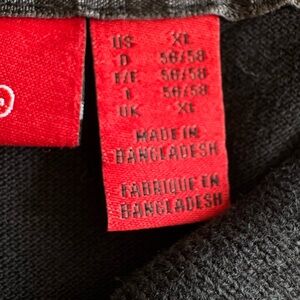 US XL
D 56/58
F/E 56/58
I 56/58
UK XL
MADE IN
BANGLADESH
FABRIQUE EN
BANGLADESH